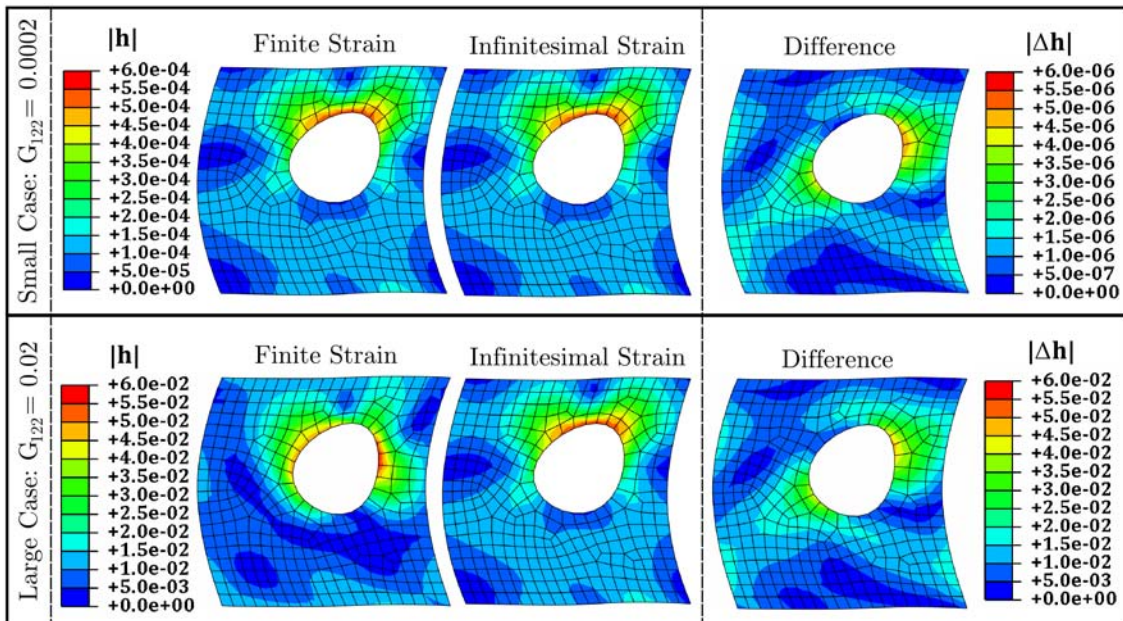 Small Case: G₁₂₂= 0.0002
|h|
+6.0e-04
+5.5e-04
+5.0e-04
+4.5e-04
+4.0e-04
+3.5e-04
+3.0e-04
+2.5e-04
+2.0e-04
+1.5e-04
+1.0e-04
+5.0e-05
+0.0e+00
Finite Strain
Infinitesimal Strain
Difference
|Δh|
+6.0e-06
+5.5e-06
+5.0e-06
+4.5e-06
+4.0e-06
+3.5e-06
+3.0e-06
+2.5e-06
+2.0e-06
+1.5e-06
+1.0e-06
+5.0e-07
+0.0e+00
Large Case: G₁₂₂= 0.02
|h|
+6.0e-02
+5.5e-02
+5.0e-02
+4.5e-02
+4.0e-02
+3.5e-02
+3.0e-02
+2.5e-02
+2.0e-02
+1.5e-02
+1.0e-02
+5.0e-03
+0.0e+00
Finite Strain
Infinitesimal Strain
Difference
|Δh|
+6.0e-02
+5.5e-02
+5.0e-02
+4.5e-02
+4.0e-02
+3.5e-02
+3.0e-02
+2.5e-02
+2.0e-02
+1.5e-02
+1.0e-02
+5.0e-03
+0.0e+00